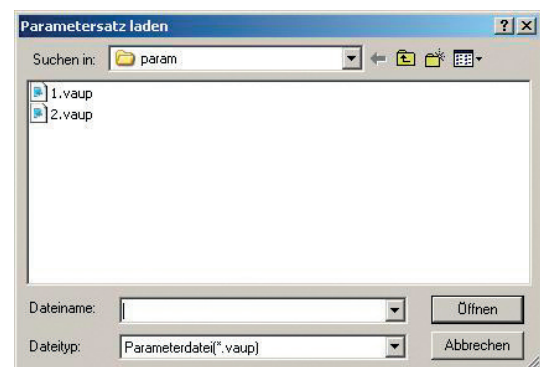 Parametersatz laden
Suchen in: param
1.vaup
2.vaup
Dateiname: Öffnen
Dateityp: Parameterdatei(*.vaup) Abbrechen